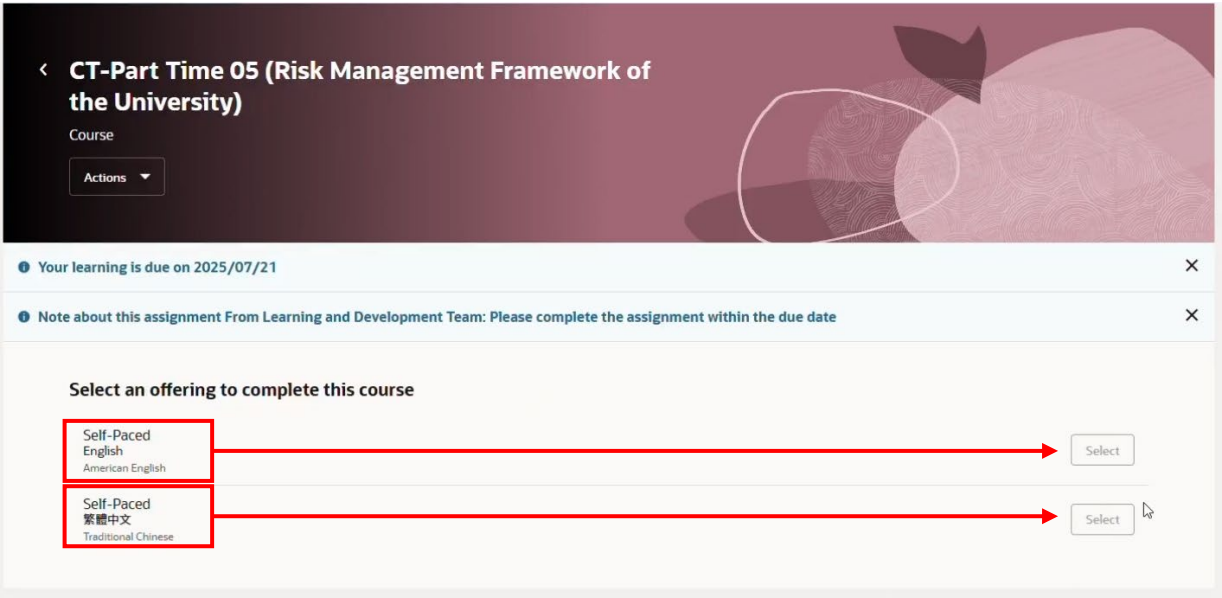 CT-Part Time 05 (Risk Management Framework of
the University)
Course
Actions
Your learning is due on 2025/07/21
Note about this assignment From Learning and Development Team: Please complete the assignment within the due date
Select an offering to complete this course
Self-Paced
English
American English
Select
Self-Paced
繁體中文
Traditional Chinese
Select